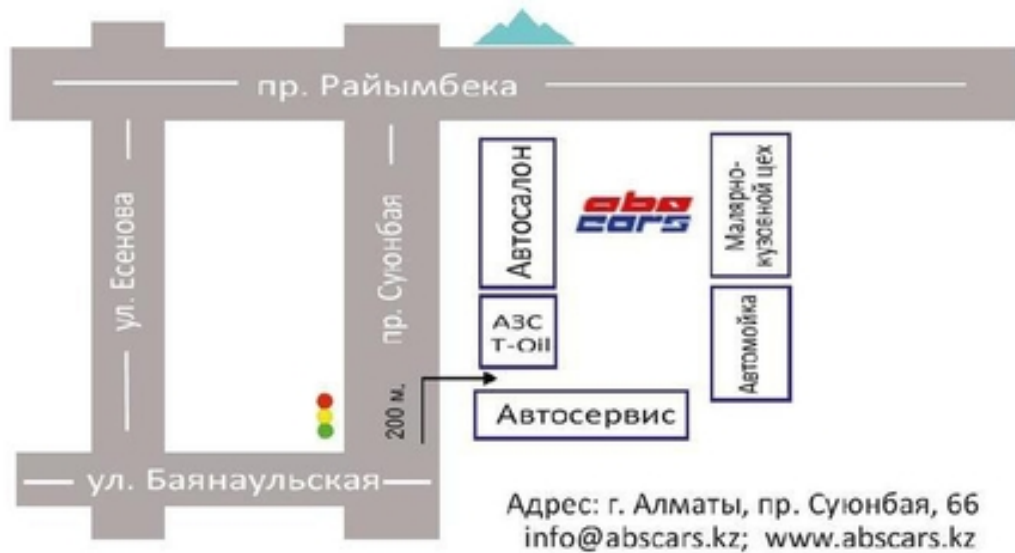 пр. Райымбека
ул. Есенова
пр. Суюнбая
Автосалон
abs
cars
Малярно-
кузовной цех
АЗС
T-Oil
Автомойка
200 м.
Автосервис
ул. Баянаульская
Адрес: г. Алматы, пр. Суюнбая, 66
info@abscars.kz; www.abscars.kz